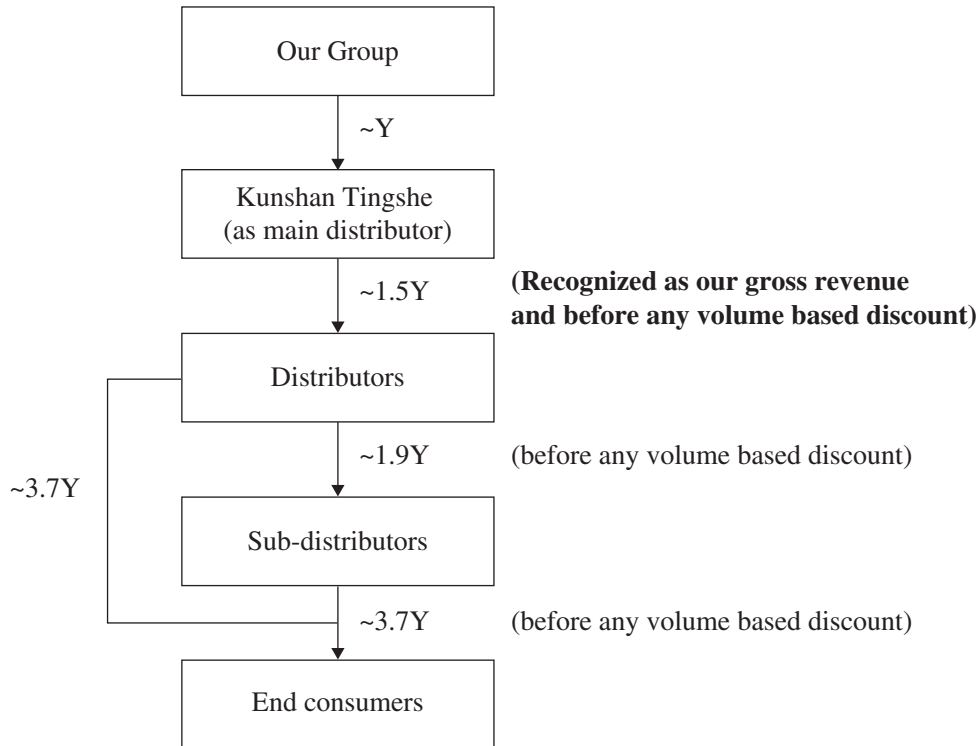 Our Group
~Y
Kunshan Tingshe
(as main distributor)
~1.5Y
(Recognized as our gross revenue
and before any volume based discount)
Distributors
~1.9Y
(before any volume based discount)
~3.7Y
Sub-distributors
~3.7Y
(before any volume based discount)
End consumers